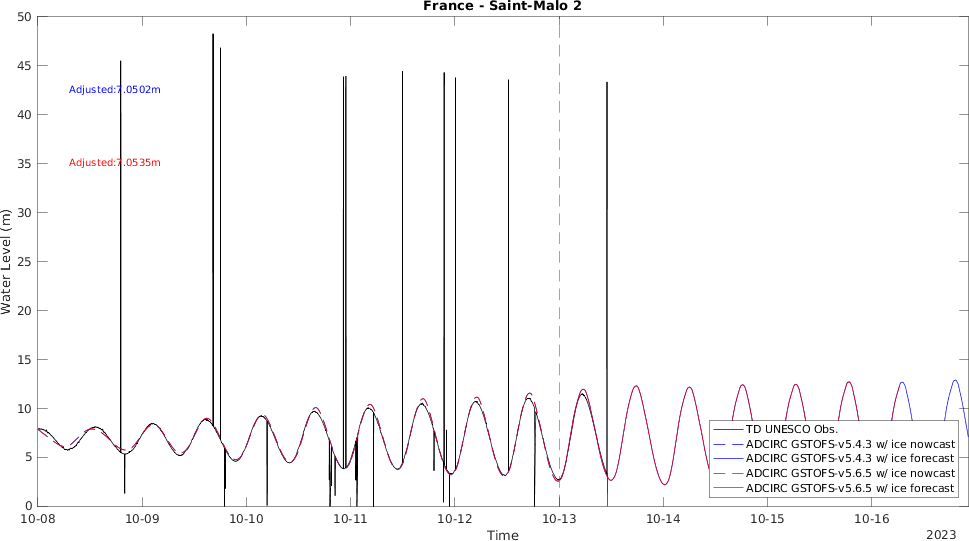 France - Saint-Malo 2
50
45
40
35
30
25
20
15
10
5
0
Water Level (m)
Adjusted:7.0502m
Adjusted:7.0535m
TD UNESCO Obs.
ADCIRC GSTOFS-v5.4.3 w/ ice nowcast
ADCIRC GSTOFS-v5.4.3 w/ ice forecast
ADCIRC GSTOFS-v5.6.5 w/ ice nowcast
ADCIRC GSTOFS-v5.6.5 w/ ice forecast
10-08 10-09 10-10 10-11 10-12 10-13 10-14 10-15 10-16
Time
2023